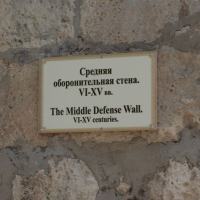 Средняя
оборонительная стена.
VI-XV вв.
The Middle Defense Wall.
VI-XV centuries.